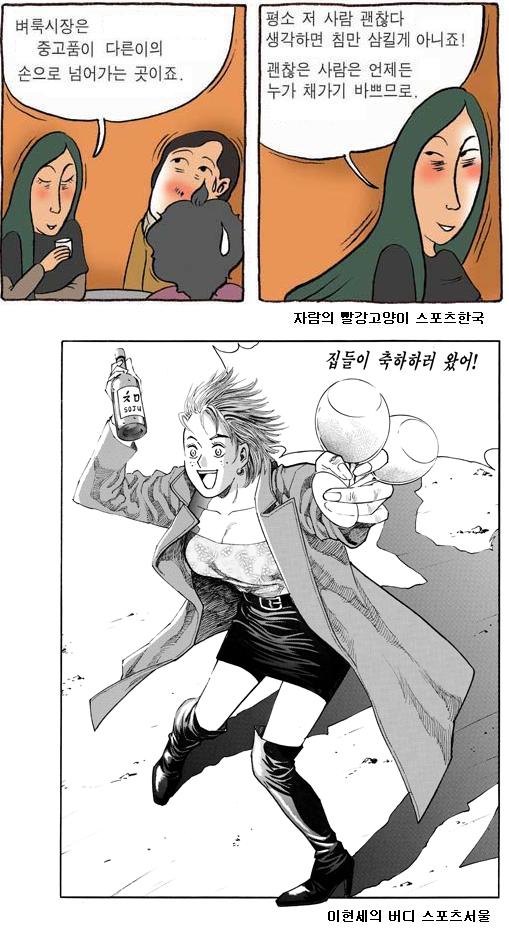 벼룩시장은
중고품이 다른이의
손으로 넘어가는 곳이죠.
평소 저 사람 괜찮다
생각하면 침만 삼킬게 아니죠!
괜찮은 사람은 언제든
누가 채가기 바쁘므로.
자람의 빨강고양이 스포츠한국
집들이 축하하러 왔어!
SOJU
이현세의 버디 스포츠서울